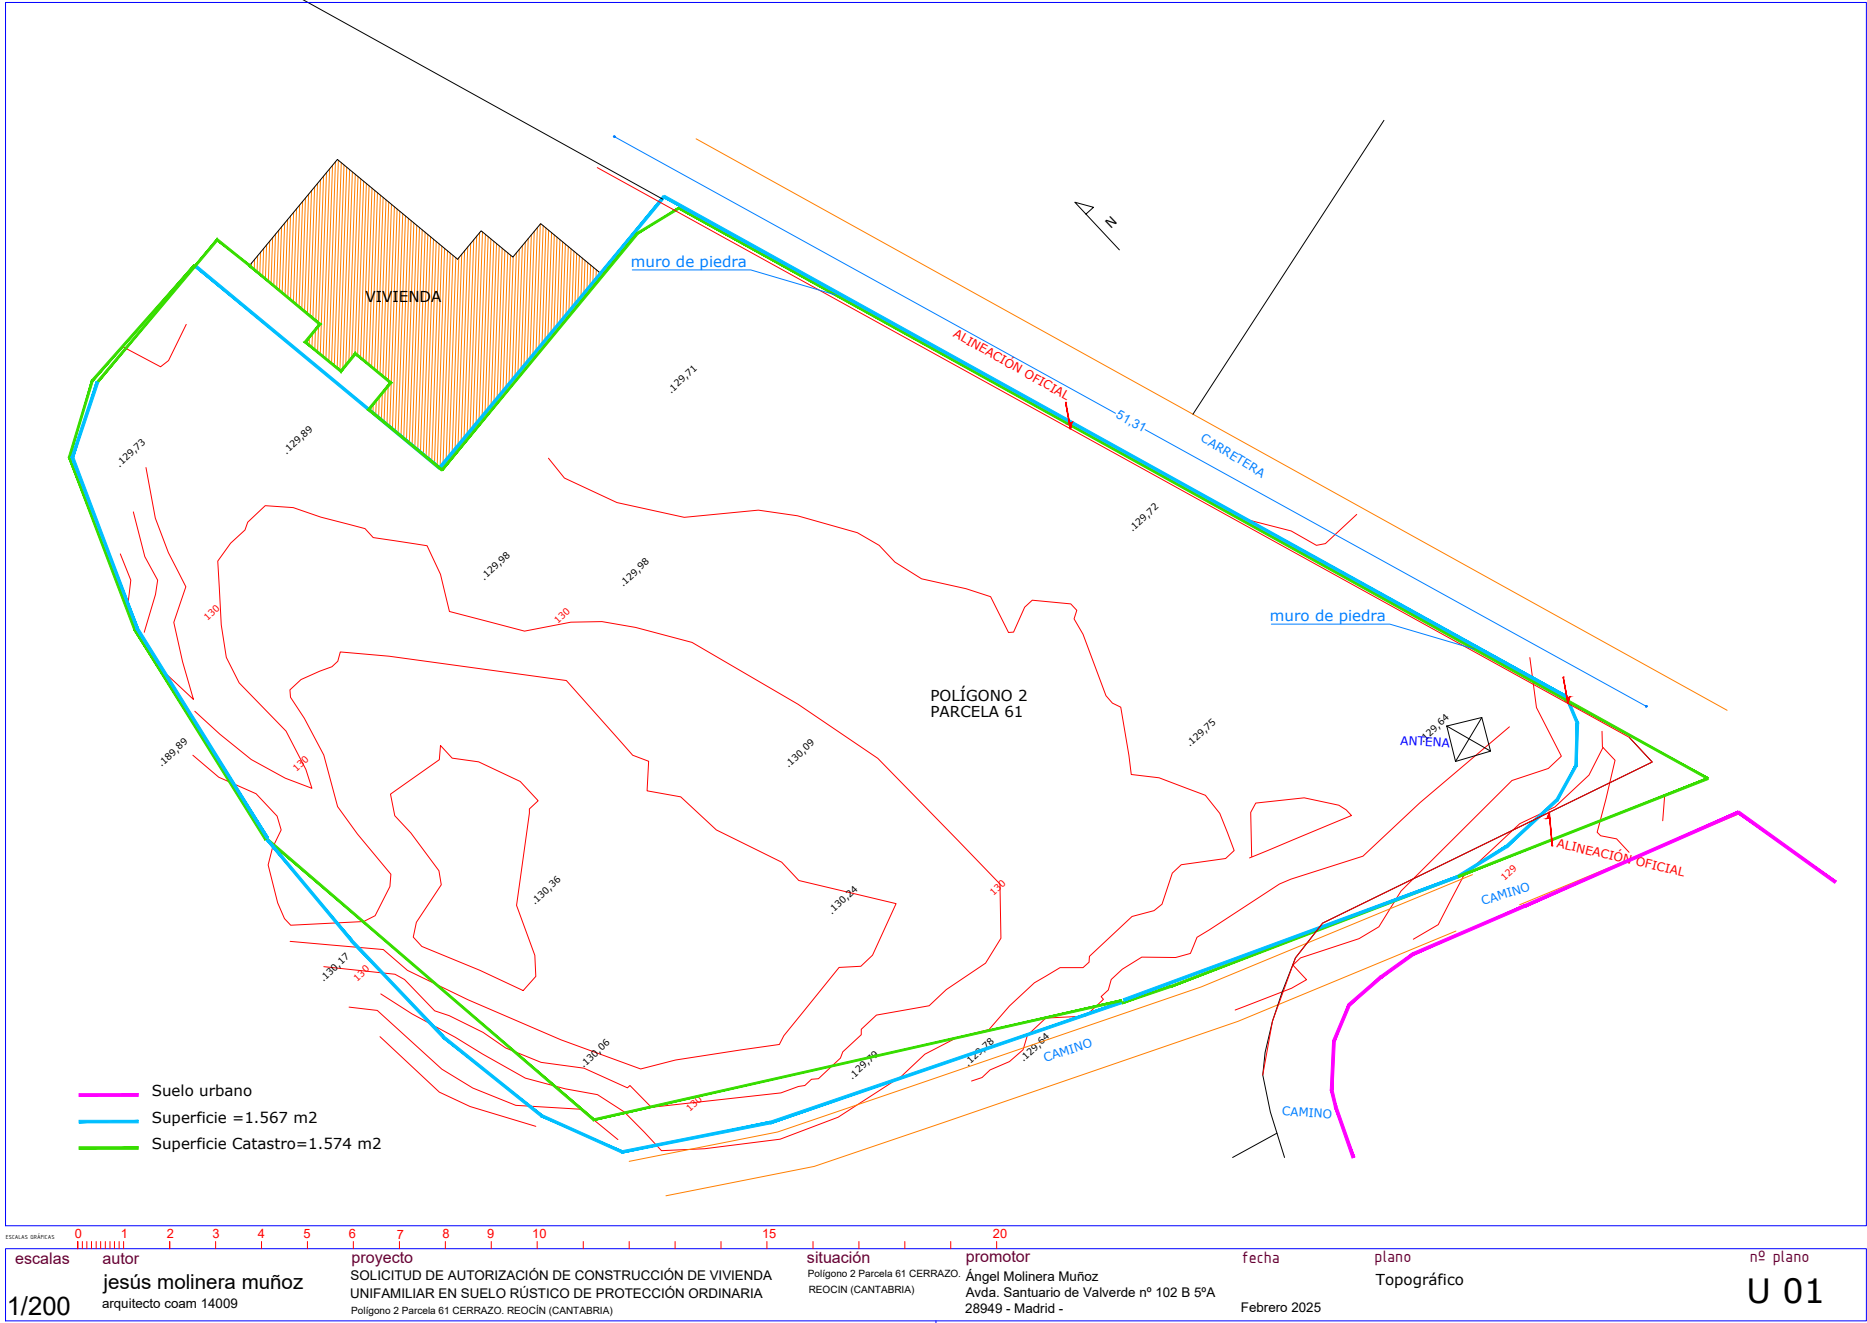 N
muro de piedra
VIVIENDA
ALINEACIÓN OFICIAL
.129,71
51,31
CARRETERA
.129,73
.129,89
.129,72
.129,98
.129,98
130
130
muro de piedra
POLÍGONO 2
PARCELA 61
.129,75
.129,64
ANTENA
.189,89
130
.130,09
ALINEACIÓN OFICIAL
129
CAMINO
.130,36
.130,24
130
.130,17
130
.130,06
.129,79
.129,78
.129,64
CAMINO
130
CAMINO
Suelo urbano
Superficie =1.567 m2
Superficie Catastro=1.574 m2
ESCALAS GRÁFICAS
0 1 2 3 4 5 6 7 8 9 10 15 20
escalas autor proyecto situación promotor fecha plano nº plano
1/200
jesús molinera muñoz
arquitecto coam 14009
SOLICITUD DE AUTORIZACIÓN DE CONSTRUCCIÓN DE VIVIENDA
UNIFAMILIAR EN SUELO RÚSTICO DE PROTECCIÓN ORDINARIA
Polígono 2 Parcela 61 CERRAZO. REOCÍN (CANTABRIA)
Polígono 2 Parcela 61 CERRAZO.
REOCIN (CANTABRIA)
Ángel Molinera Muñoz
Avda. Santuario de Valverde nº 102 B 5ºA
28949 - Madrid -
Febrero 2025
Topográfico
U 01